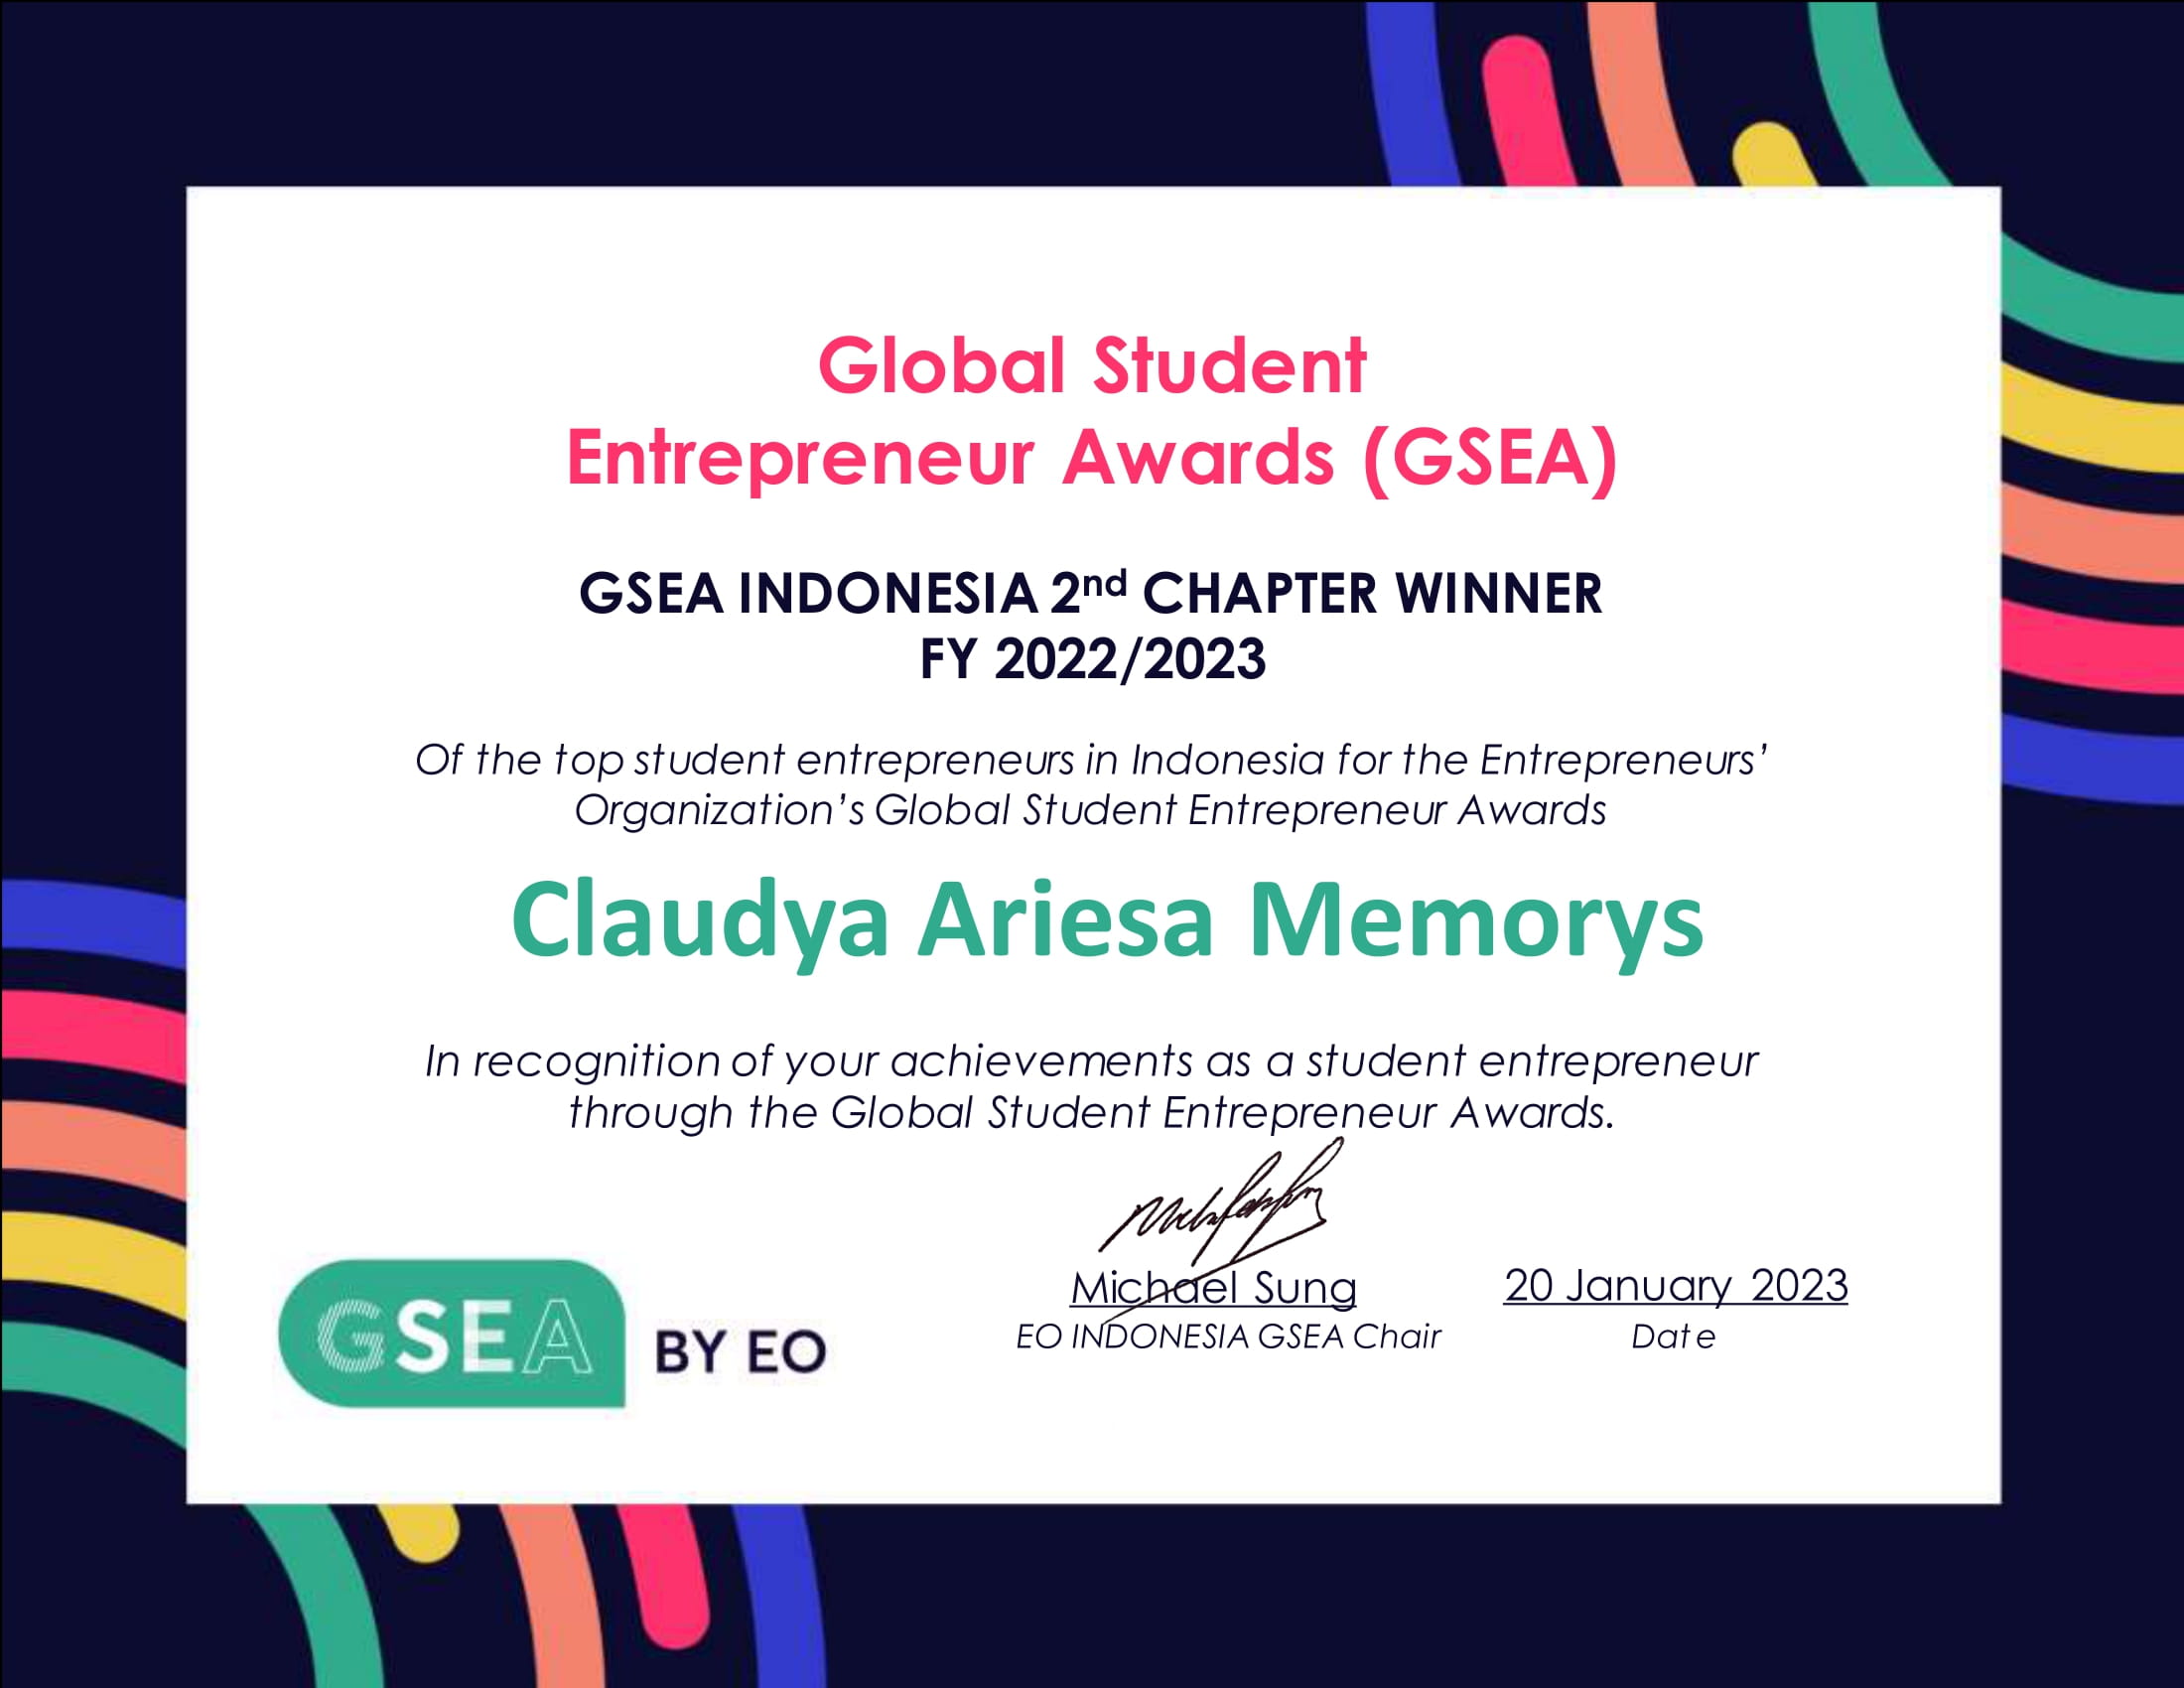 Global Student
Entrepreneur Awards (GSEA)
GSEA INDONESIA 2nd CHAPTER WINNER
FY 2022/2023
Of the top student entrepreneurs in Indonesia for the Entrepreneurs’
Organization’s Global Student Entrepreneur Awards
Claudya Ariesa Memorys
In recognition of your achievements as a student entrepreneur
through the Global Student Entrepreneur Awards.
GSEA BY EO
Michael Sung
EO INDONESIA GSEA Chair
20 January 2023
Date